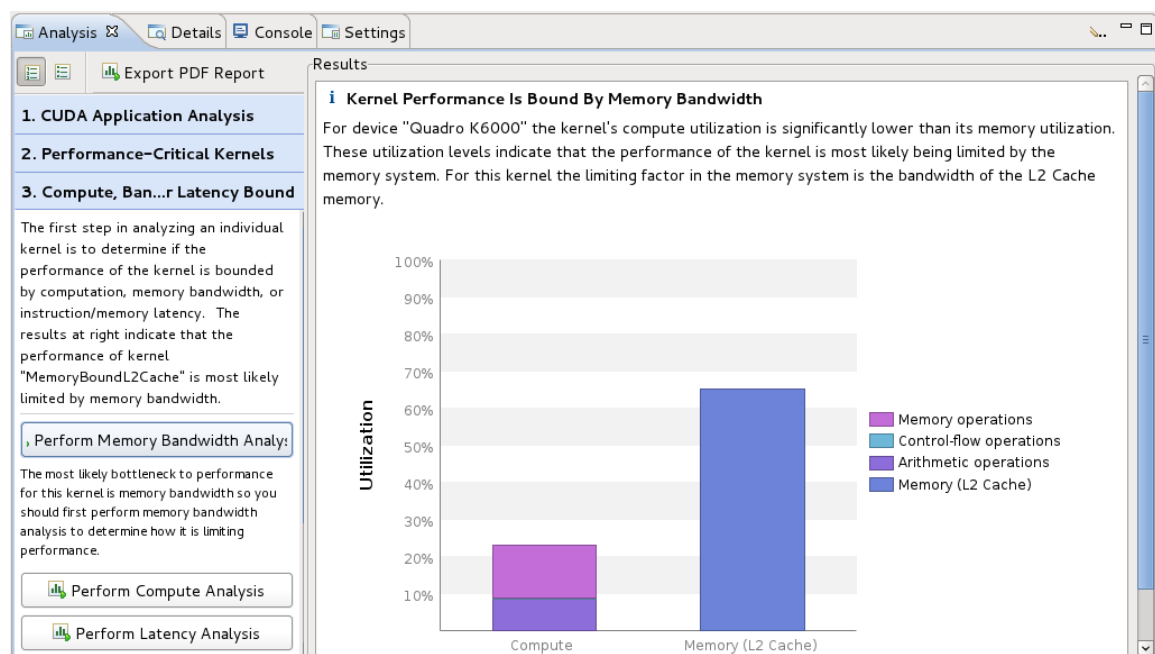 Analysis
Details
Console
Settings
Export PDF Report
1. CUDA Application Analysis
2. Performance-Critical Kernels
3. Compute, Ban...r Latency Bound
The first step in analyzing an individual
kernel is to determine if the
performance of the kernel is bounded
by computation, memory bandwidth, or
instruction/memory latency. The
results at right indicate that the
performance of kernel
"MemoryBoundL2Cache" is most likely
limited by memory bandwidth.
Perform Memory Bandwidth Analys
The most likely bottleneck to performance
for this kernel is memory bandwidth so you
should first perform memory bandwidth
analysis to determine how it is limiting
performance.
Perform Compute Analysis
Perform Latency Analysis
Results
i Kernel Performance Is Bound By Memory Bandwidth
For device "Quadro K6000" the kernel's compute utilization is significantly lower than its memory utilization.
These utilization levels indicate that the performance of the kernel is most likely being limited by the
memory system. For this kernel the limiting factor in the memory system is the bandwidth of the L2 Cache
memory.
Utilization
100%
90%
80%
70%
60%
50%
40%
30%
20%
10%
Compute
Memory (L2 Cache)
Memory operations
Control-flow operations
Arithmetic operations
Memory (L2 Cache)